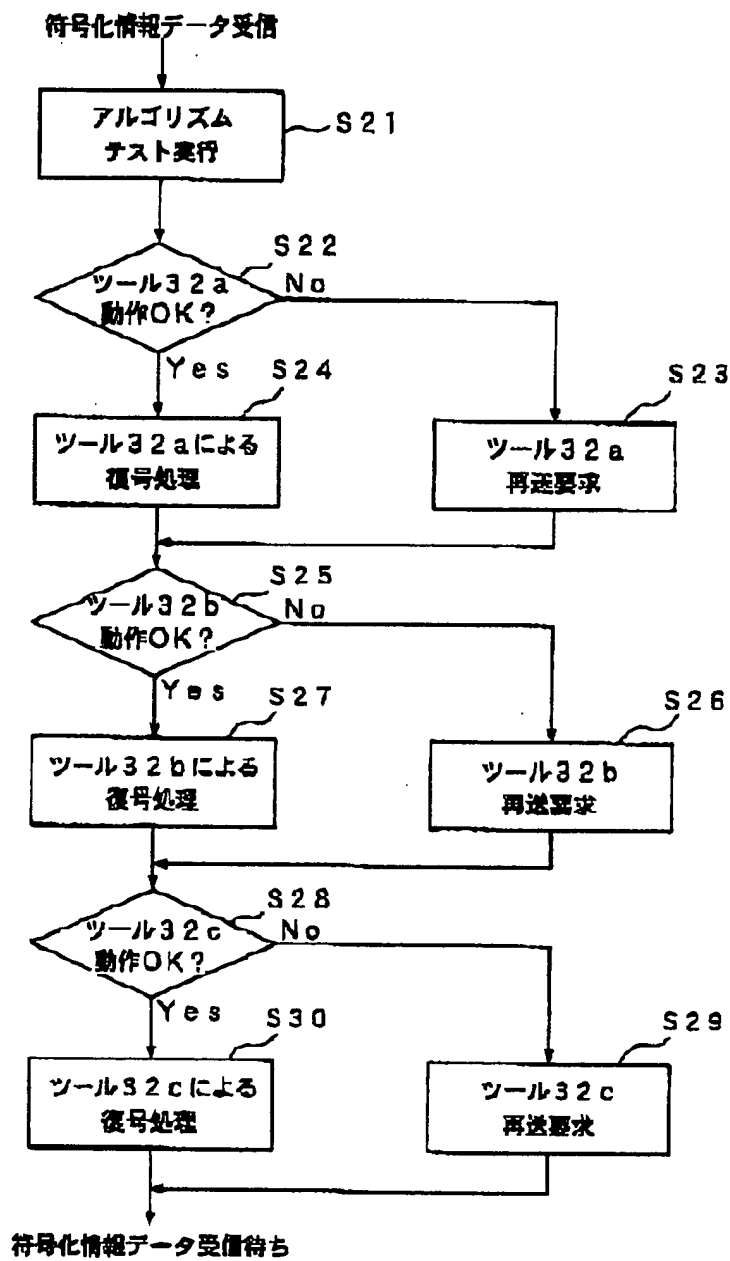 符号化情報データ受信
アルゴリズム
テスト実行
S21
S22
ツール32a
動作OK?
No
Yes
S24
S23
ツール32aによる
復号処理
ツール32a
再送要求
S25
ツール32b
動作OK?
No
Yes
S27
S26
ツール32bによる
復号処理
ツール32b
再送要求
S28
ツール32c
動作OK?
No
Yes
S30
S29
ツール32cによる
復号処理
ツール32c
再送要求
符号化情報データ受信待ち